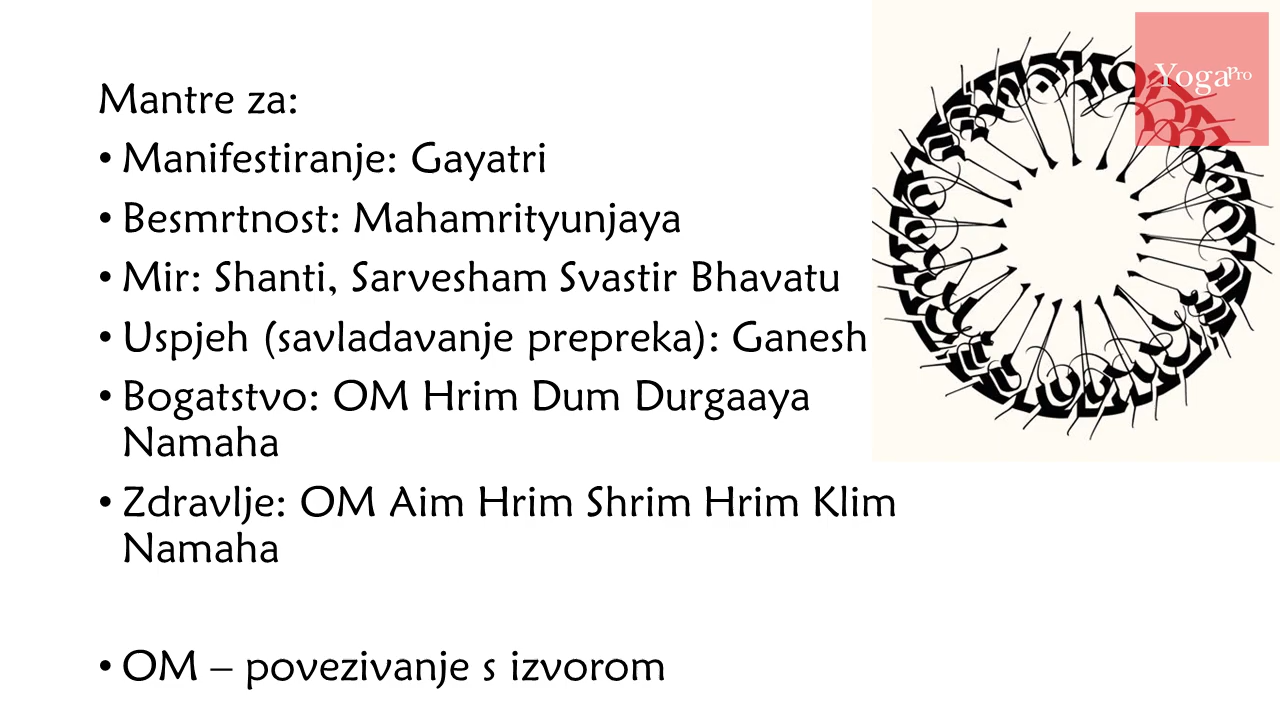 Mantre za:
• Manifestiranje: Gayatri
• Besmrtnost: Mahamrityunjaya
• Mir: Shanti, Sarvesham Svastir Bhavatu
• Uspjeh (savladavanje prepreka): Ganesh
• Bogatstvo: OM Hrim Dum Durgaaya
Namaha
• Zdravlje: OM Aim Hrim Shrim Hrim Klim
Namaha
• OM – povezivanje s izvorom
YogaPro